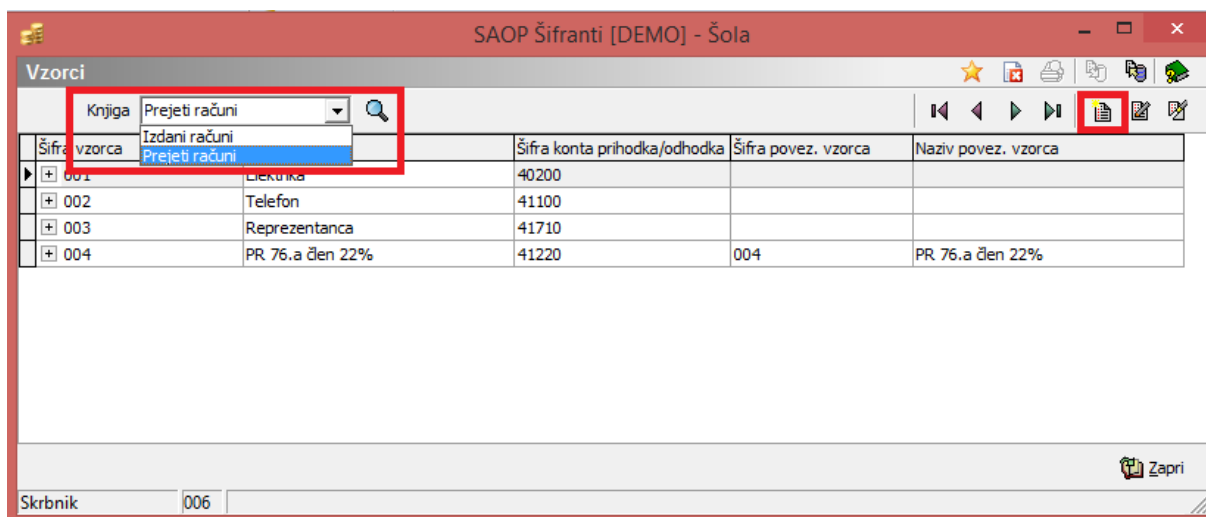 SAOP Šifranti [DEMO] - Šola
Vzorci
Knjiga Prejeti računi
Izdani računi
Prejeti računi
Šifra vzorca Šifra konta prihodka/odhodka Šifra povez. vzorca Naziv povez. vzorca
001 Elektrika 40200
002 Telefon 41100
003 Reprezentanca 41710
004 PR 76.a člen 22% 41220 004 PR 76.a člen 22%
Zapri
Skrbnik 006